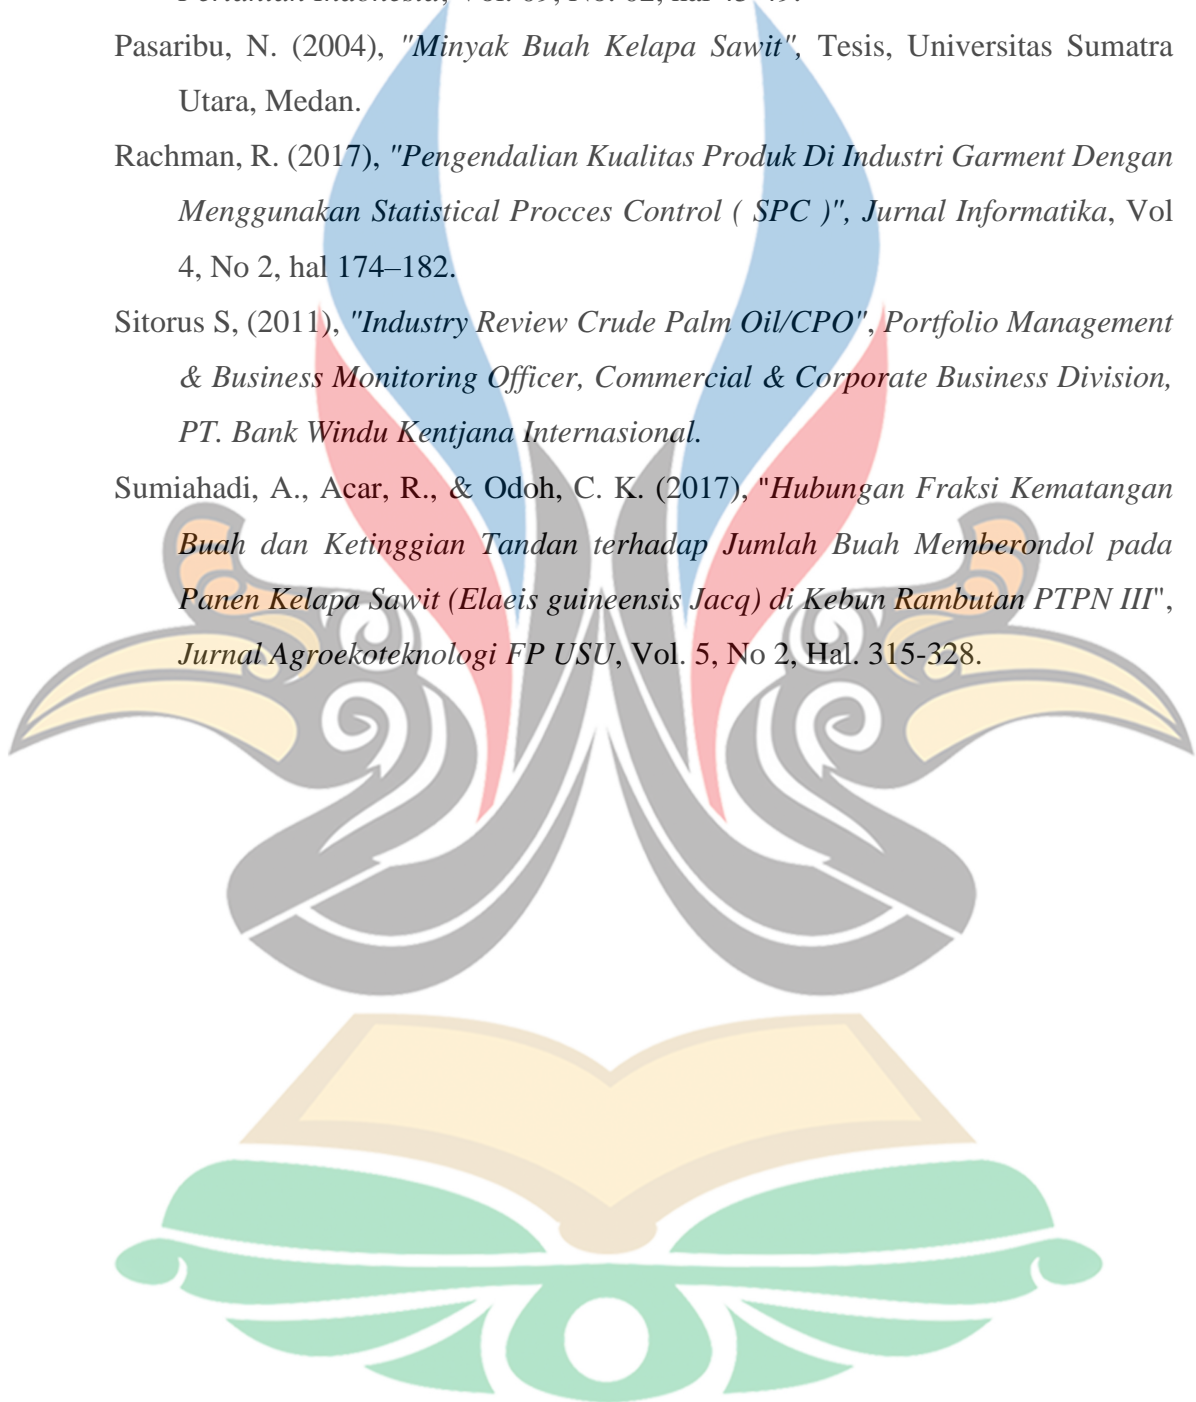 Pasaribu, N. (2004), "Minyak Buah Kelapa Sawit", Tesis, Universitas Sumatra
Utara, Medan.
Rachman, R. (2017), "Pengendalian Kualitas Produk Di Industri Garment Dengan
Menggunakan Statistical Procces Control ( SPC )", Jurnal Informatika, Vol
4, No 2, hal 174–182.
Sitorus S, (2011), "Industry Review Crude Palm Oil/CPO", Portfolio Management
& Business Monitoring Officer, Commercial & Corporate Business Division,
PT. Bank Windu Kentjana Internasional.
Sumiahadi, A., Acar, R., & Odoh, C. K. (2017), "Hubungan Fraksi Kematangan
Buah dan Ketinggian Tandan terhadap Jumlah Buah Memberondol pada
Panen Kelapa Sawit (Elaeis guineensis Jacq) di Kebun Rambutan PTPN III",
Jurnal Agroekoteknologi FP USU, Vol. 5, No 2, Hal. 315-328.